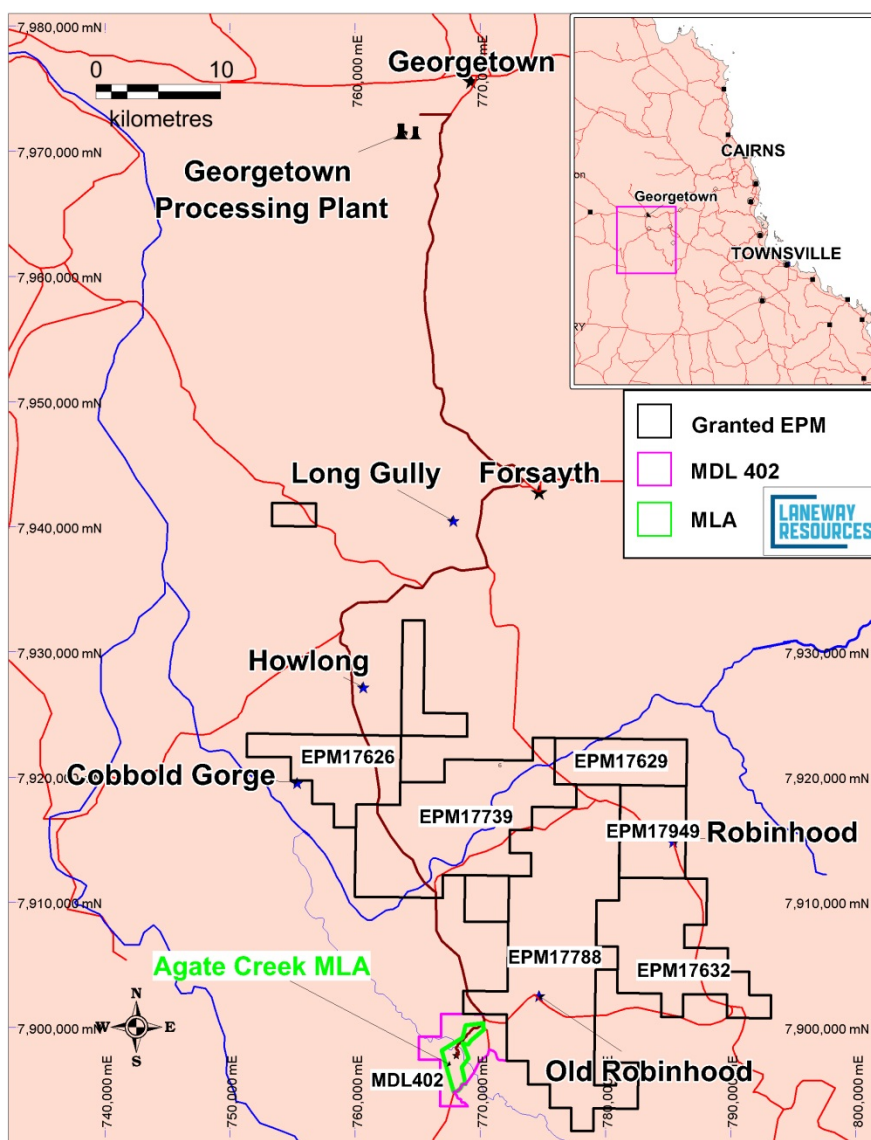 7,980,000 mN
0 10
kilometres
760,000 mE
770,000 mE
Georgetown
Georgetown
Processing Plant
7,970,000 mN
7,960,000 mN
7,950,000 mN
7,940,000 mN
7,930,000 mN
7,920,000 mN
7,910,000 mN
7,900,000 mN
CAIRNS
Georgetown
TOWNSVILLE
Granted EPM
MDL 402
MLA
LANEWAY
RESOURCES
Long Gully
Forsayth
Howlong
7,930,000 mN
EPM17626
EPM17629
Cobbold Gorge
7,920,000 mN
EPM17739
EPM17949
Robinhood
7,910,000 mN
Agate Creek MLA
EPM17788
EPM17632
7,900,000 mN
N
W E
S
MDL402
Old Robinhood
740,000 mE
750,000 mE
760,000 mE
770,000 mE
780,000 mE
790,000 mE
800,000 mE